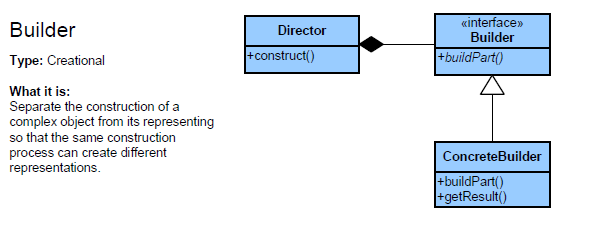 Builder
Type: Creational
What it is:
Separate the construction of a
complex object from its representing
so that the same construction
process can create different
representations.
Director
+construct()
«interface»
Builder
+buildPart()
ConcreteBuilder
+buildPart()
+getResult()